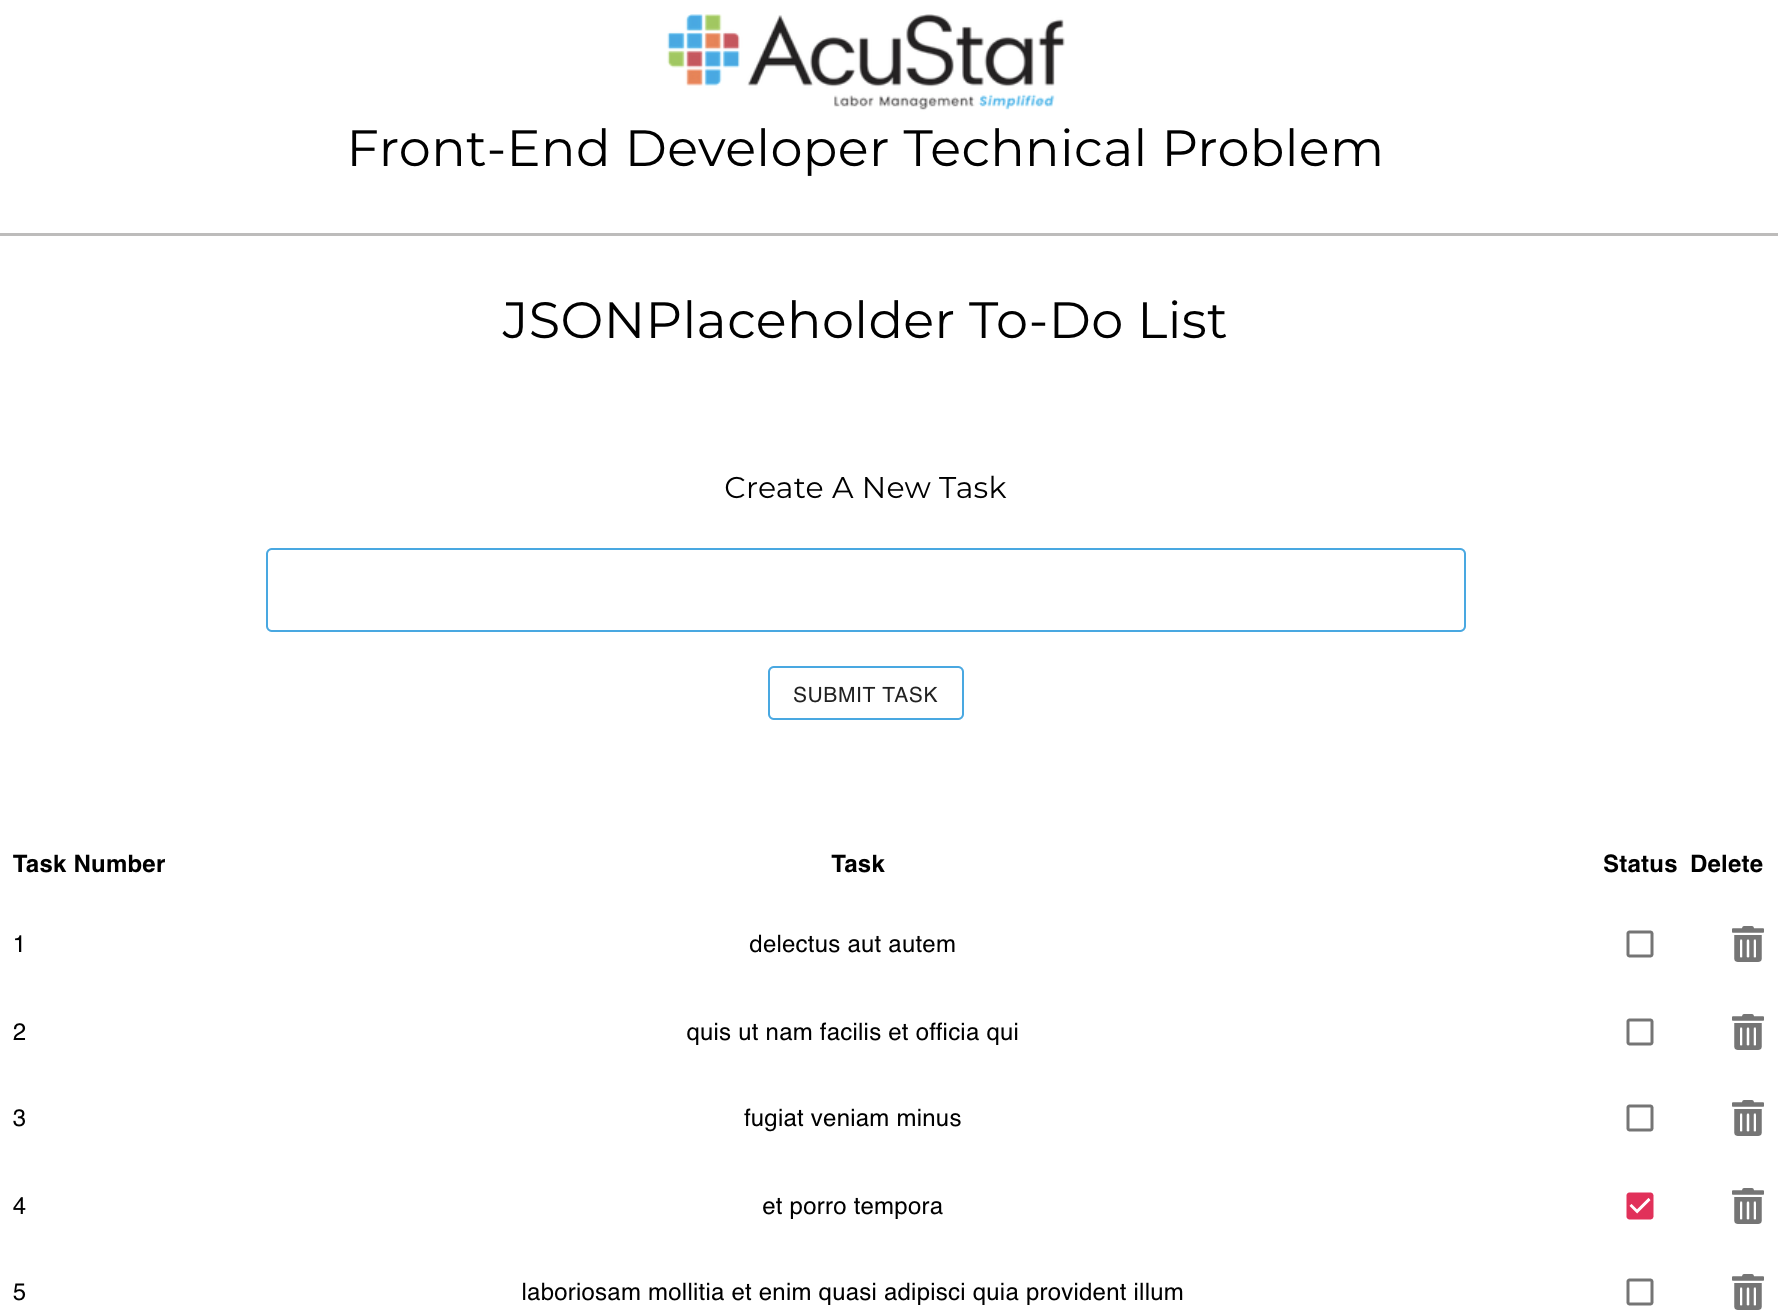 AcuStaf
Labor Management Simplified
Front-End Developer Technical Problem
JSONPlaceholder To-Do List
Create A New Task
SUBMIT TASK
Task Number Task Status Delete
1 delectus aut autem
2 quis ut nam facilis et officia qui
3 fugiat veniam minus
4 et porro tempora
5 laboriosam mollitia et enim quasi adipisci quia provident illum